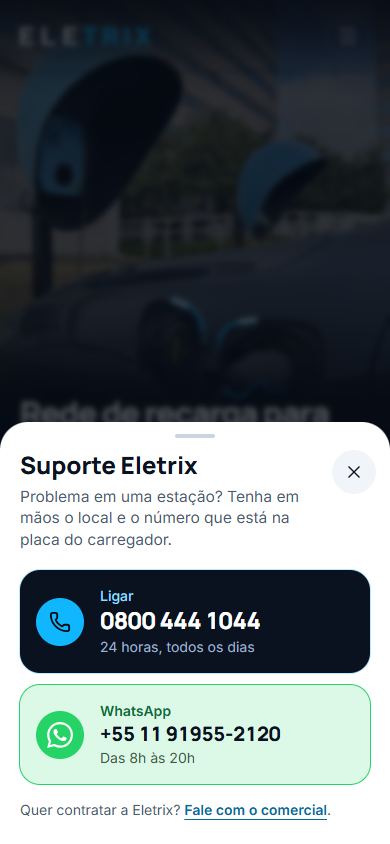 ELETRIX
Rede de recarga para
Suporte Eletrix
Problema em uma estação? Tenha em
mãos o local e o número que está na
placa do carregador.
Ligar
0800 444 1044
24 horas, todos os dias
WhatsApp
+55 11 91955-2120
Das 8h às 20h
Quer contratar a Eletrix? Fale com o comercial.